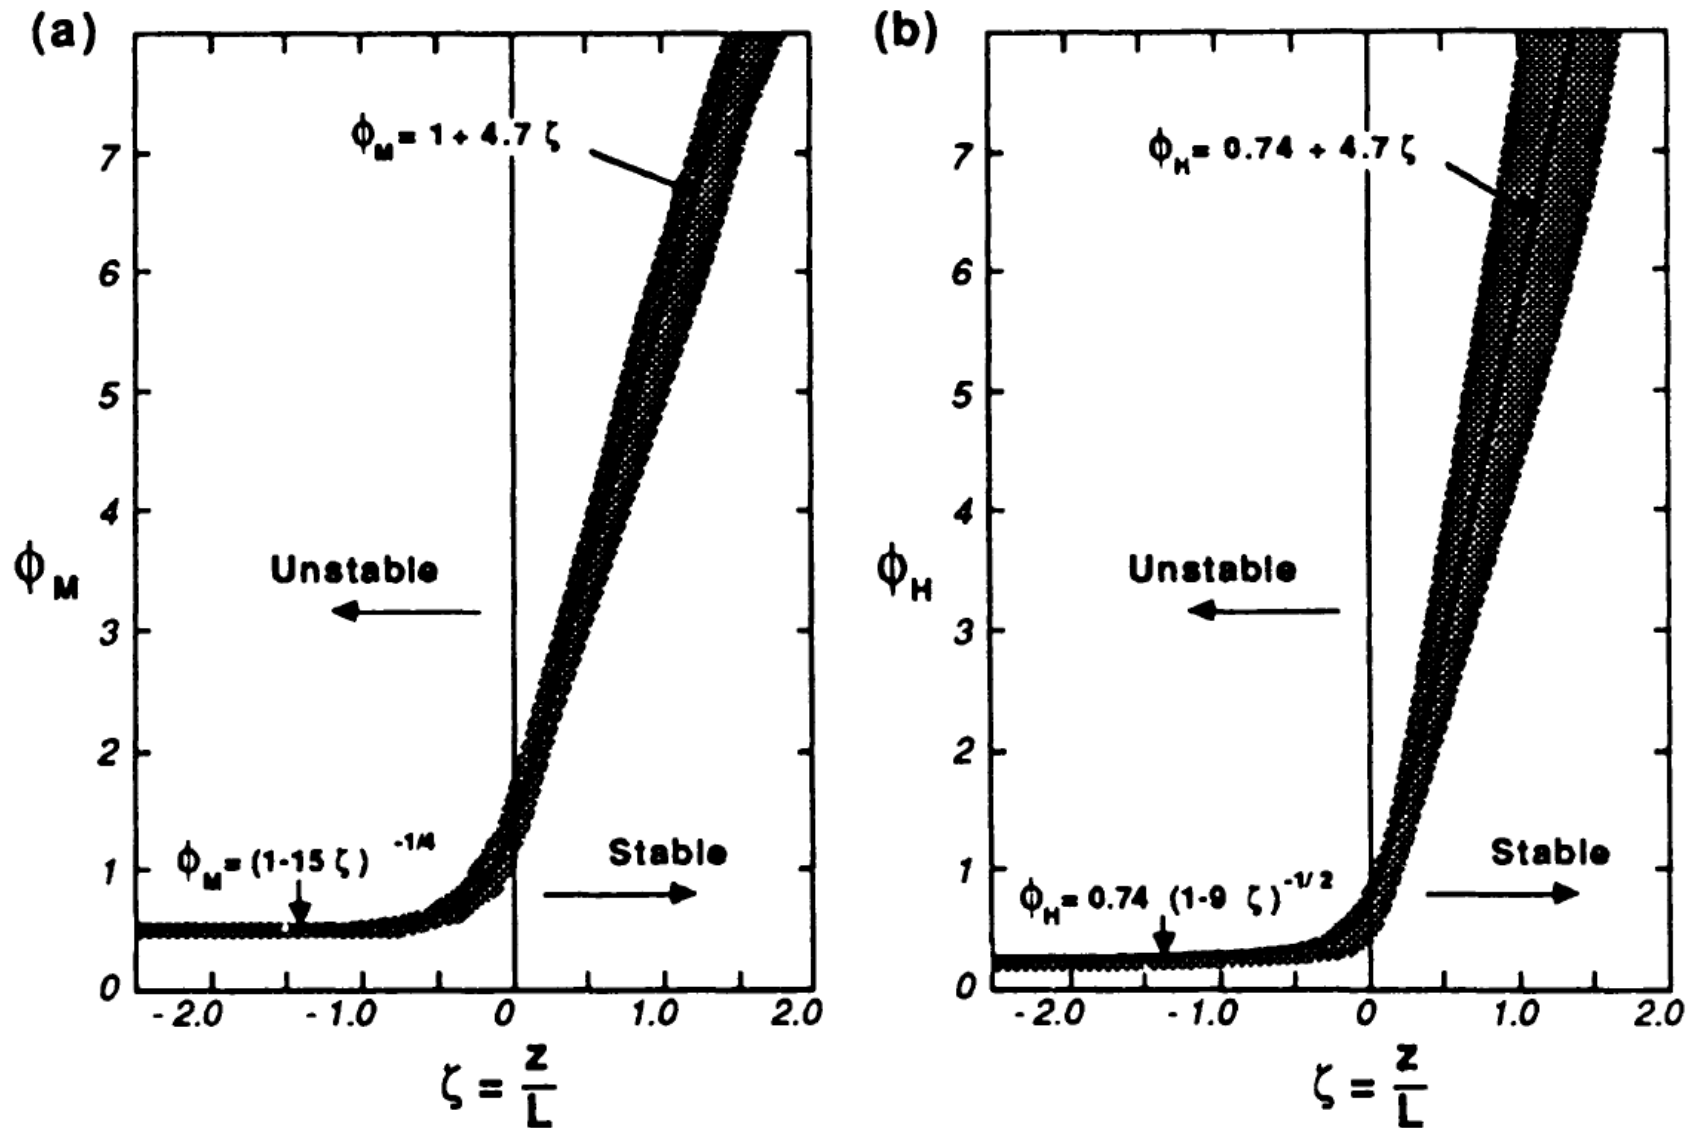 (a)
ϕM = 1 + 4.7 ζ
7
6
5
4
3
2
1
0
ϕM
Unstable
Stable
ϕM = (1-15 ζ) -1/4
-2.0 -1.0 0 1.0 2.0
ζ = z/L
(b)
ϕH = 0.74 + 4.7 ζ
7
6
5
4
3
2
1
0
ϕH
Unstable
Stable
ϕH = 0.74 (1-9 ζ)-1/2
-2.0 -1.0 0 1.0 2.0
ζ = z/L